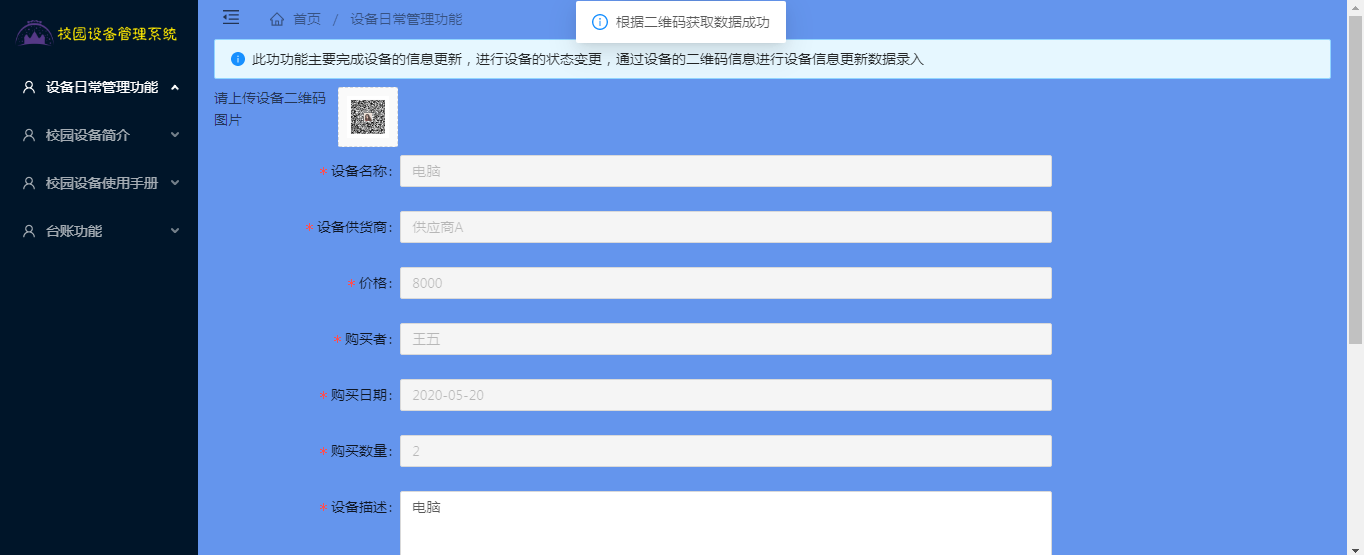 校园设备管理系统
首页 / 设备日常管理功能
根据二维码获取数据成功
设备日常管理功能
校园设备简介
校园设备使用手册
台账功能
此功功能主要完成设备的信息更新，进行设备的状态变更，通过设备的二维码信息进行设备信息更新数据录入
请上传设备二维码
图片
* 设备名称: 电脑
* 设备供货商: 供应商A
* 价格: 8000
* 购买者: 王五
* 购买日期: 2020-05-20
* 购买数量: 2
* 设备描述: 电脑